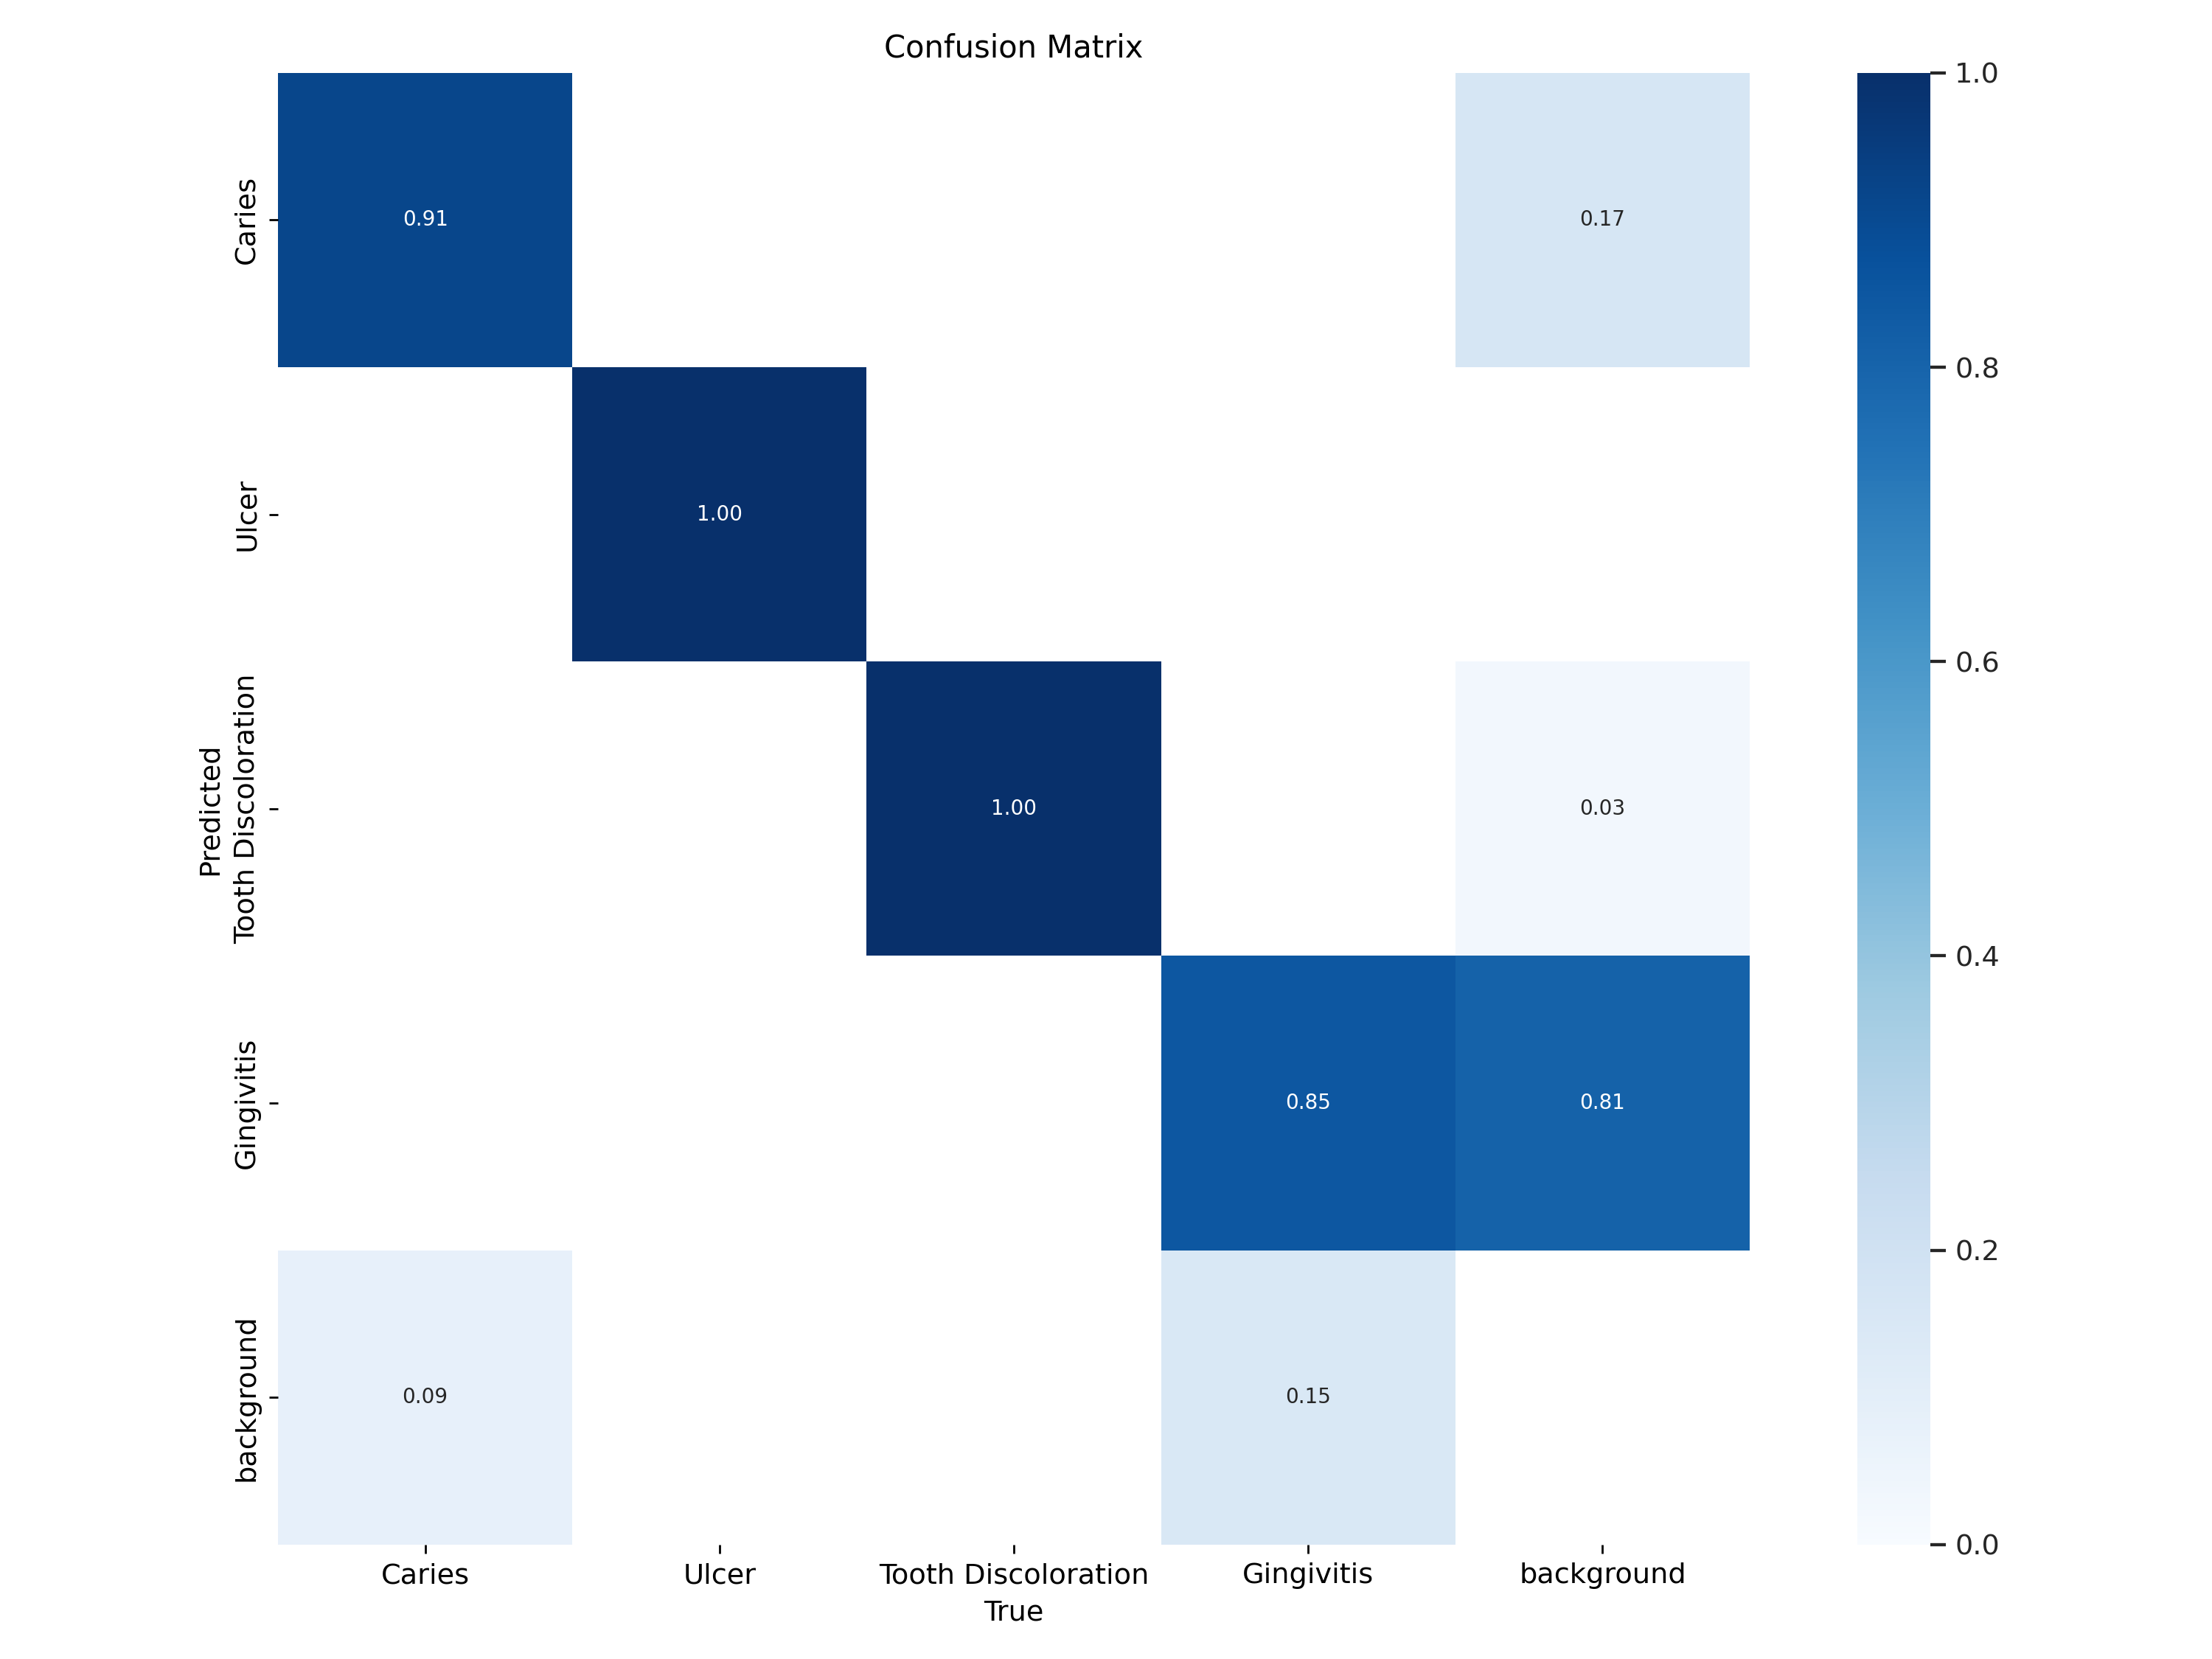 Confusion Matrix
Caries
0.91
0.17
Ulcer
1.00
Predicted
Tooth Discoloration
1.00
0.03
Gingivitis
0.85
0.81
background
0.09
0.15
Caries
Ulcer
Tooth Discoloration
Gingivitis
background
True
1.0
0.8
0.6
0.4
0.2
0.0